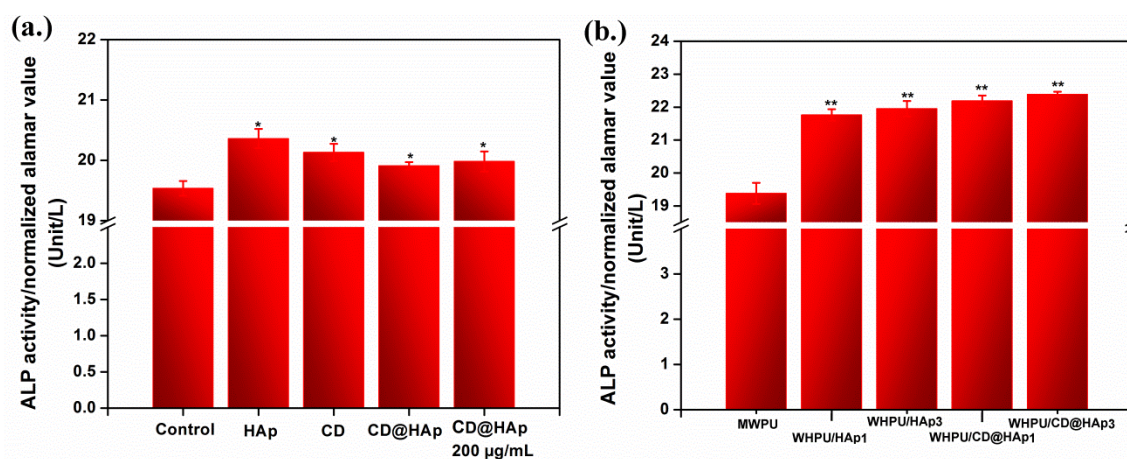 (a.)
ALP activity/normalized alamar value
(Unit/L)
22
21
20
19
2.0
1.5
1.0
0.5
0.0
*
*
*
*
Control
HAp
CD
CD@HAp
CD@HAp
200 µg/mL
(b.)
ALP activity/normalized alamar value
(Unit/L)
24
23
22
21
20
19
3
2
1
0
**
**
**
**
MWPU
WHPU/HAp1
WHPU/HAp3
WHPU/CD@HAp1
WHPU/CD@HAp3